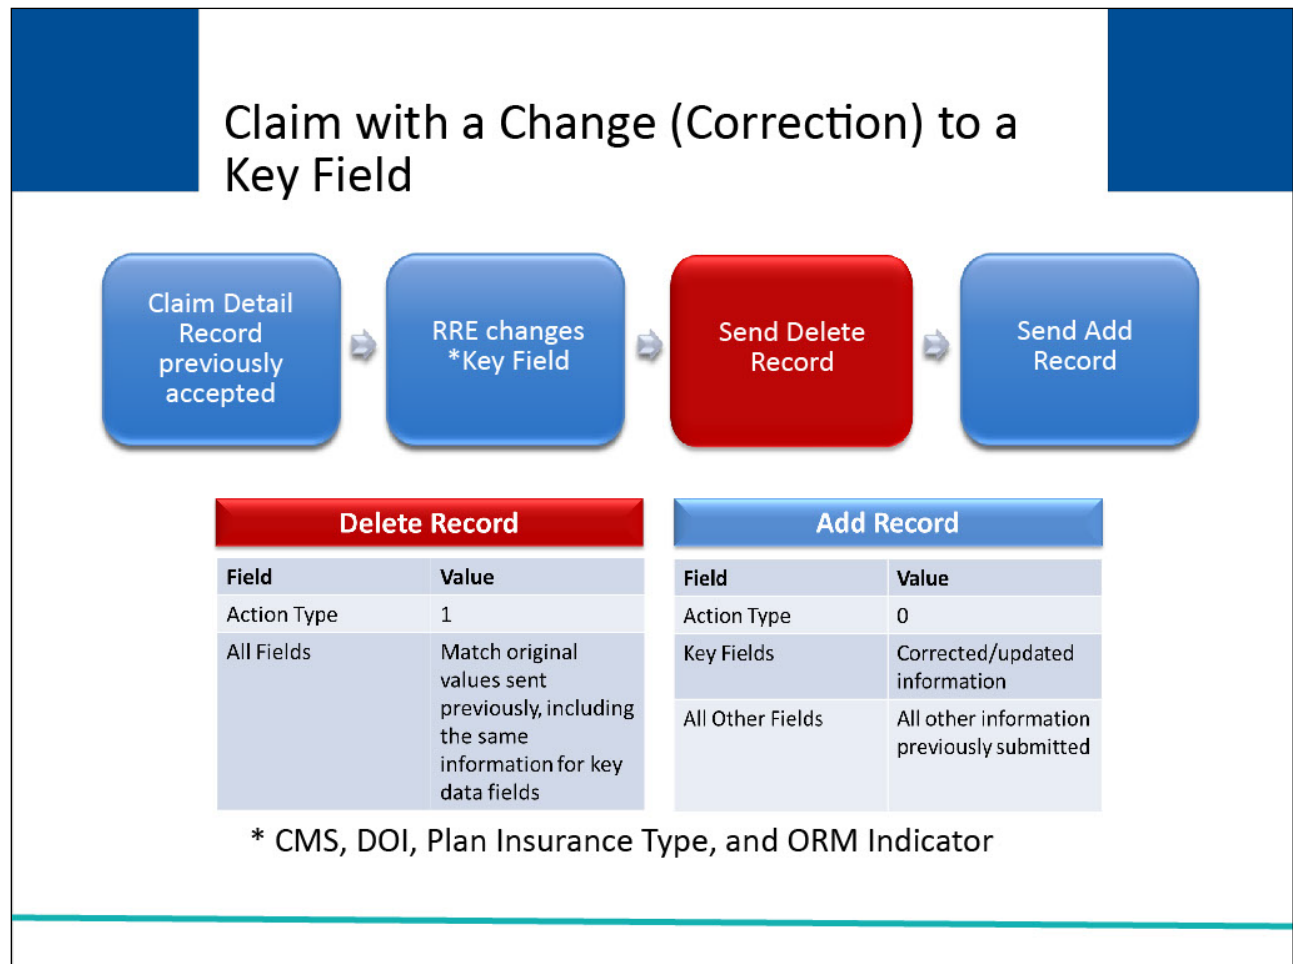 Claim with a Change (Correction) to a
Key Field
Claim Detail
Record
previously
accepted
RRE changes
*Key Field
Send Delete
Record
Send Add
Record
Delete Record
Field Value
Action Type 1
All Fields Match original
values sent
previously, including
the same
information for key
data fields
Add Record
Field Value
Action Type 0
Key Fields Corrected/updated
information
All Other Fields All other information
previously submitted
* CMS, DOI, Plan Insurance Type, and ORM Indicator